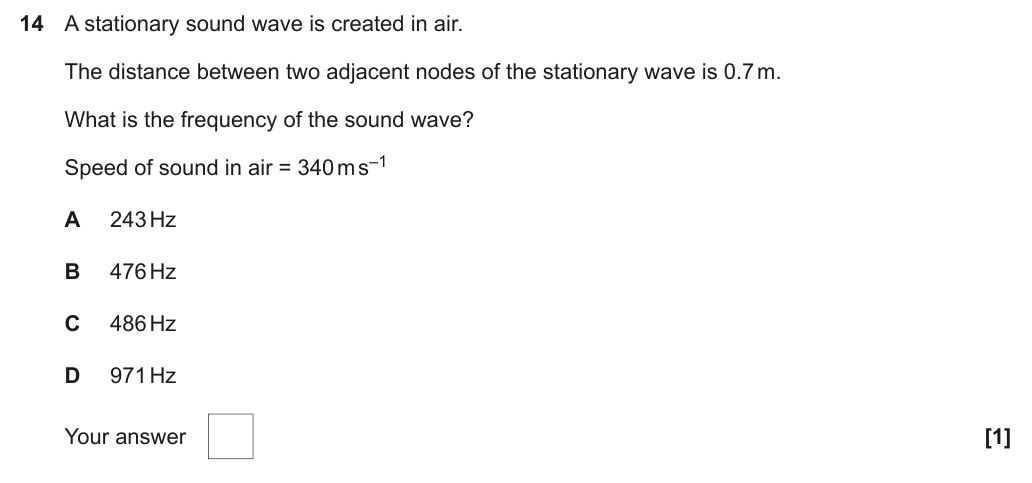 14 A stationary sound wave is created in air.
The distance between two adjacent nodes of the stationary wave is 0.7 m.
What is the frequency of the sound wave?
Speed of sound in air = 340 m s⁻¹
A 243 Hz
B 476 Hz
C 486 Hz
D 971 Hz
Your answer [1]